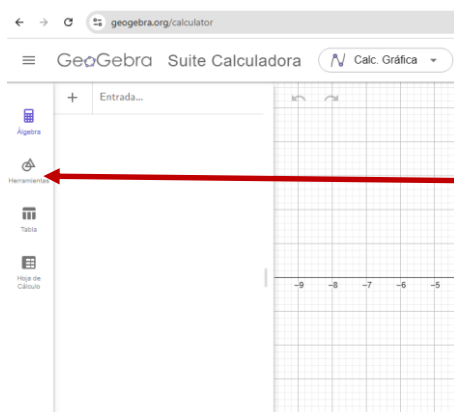 geogebra.org/calculator
GeoGebra Suite Calculadora Calc. Gráfica
+ Entrada...
Álgebra
Herramientas
Tabla
Hoja de
Cálculo
-9 -8 -7 -6 -5